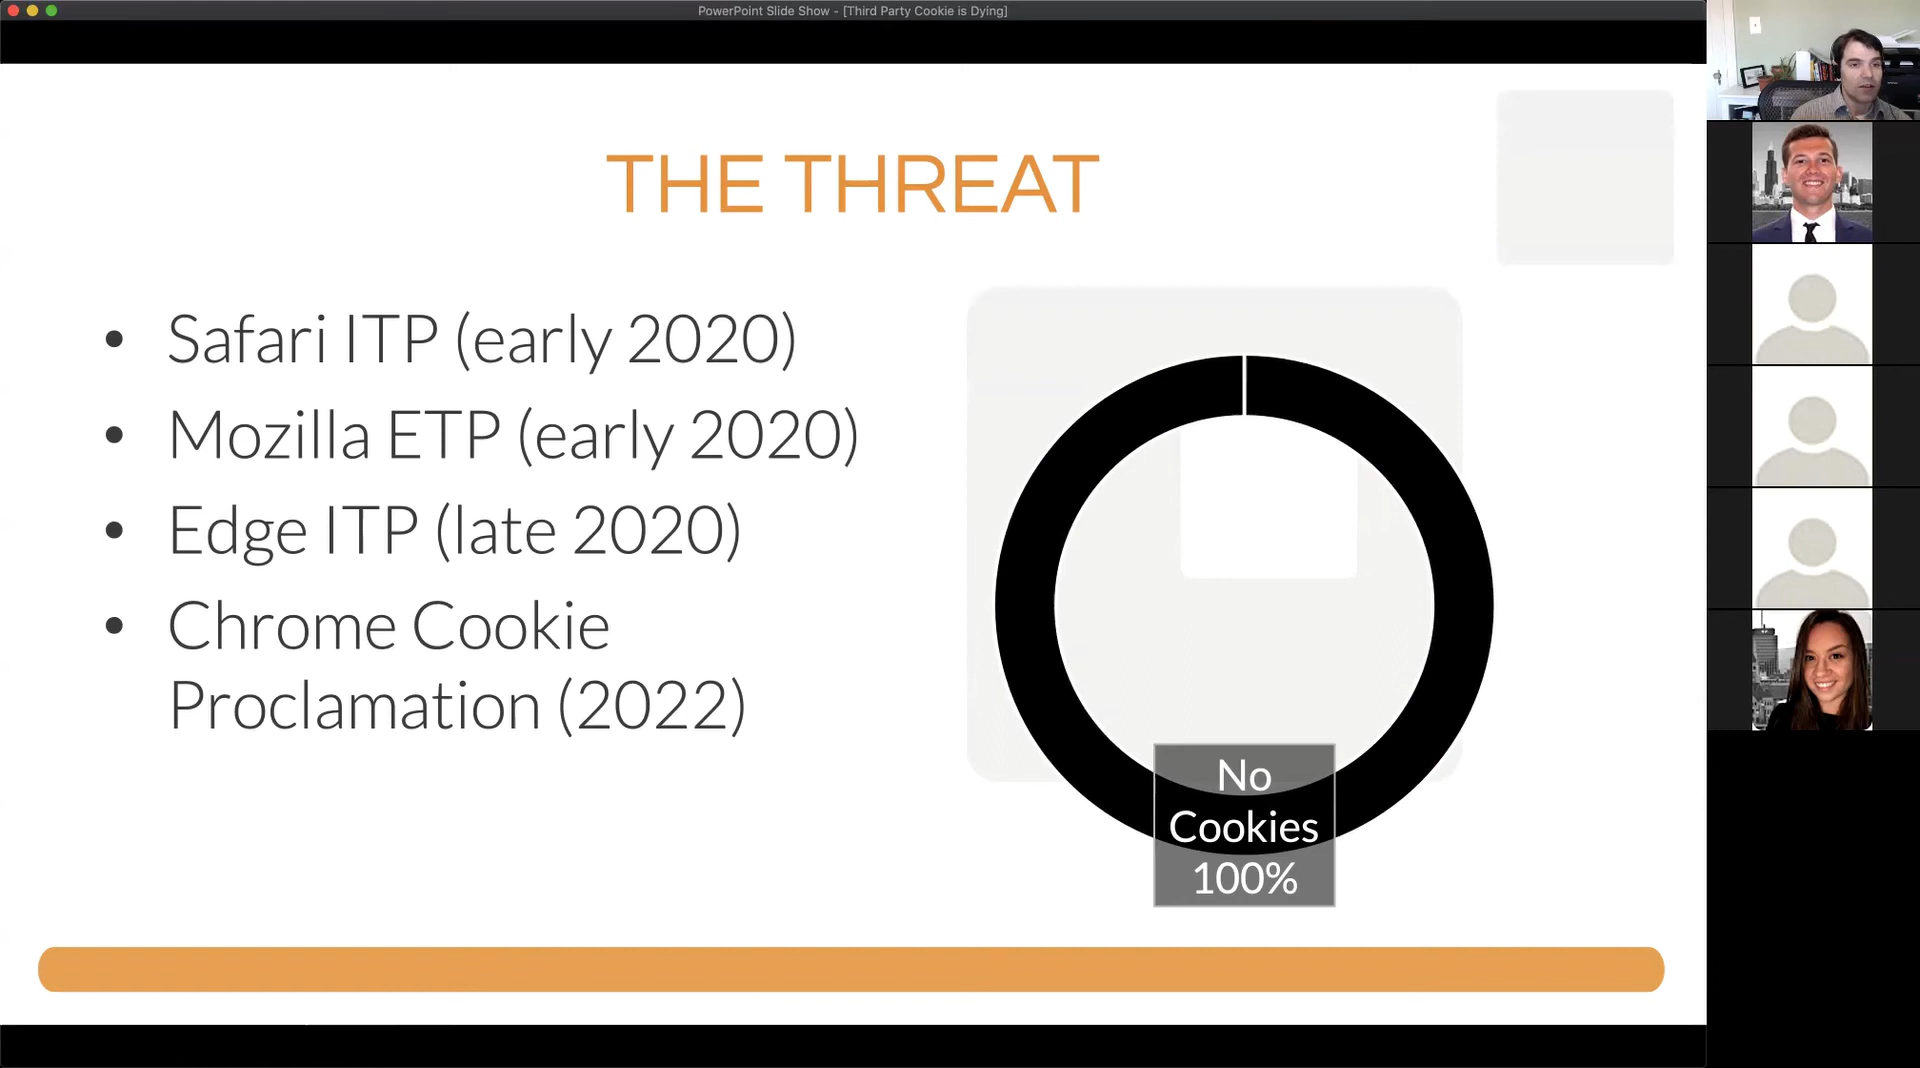 PowerPoint Slide Show - [Third Party Cookie is Dying]
THE THREAT
• Safari ITP (early 2020)
• Mozilla ETP (early 2020)
• Edge ITP (late 2020)
• Chrome Cookie
Proclamation (2022)
No
Cookies
100%